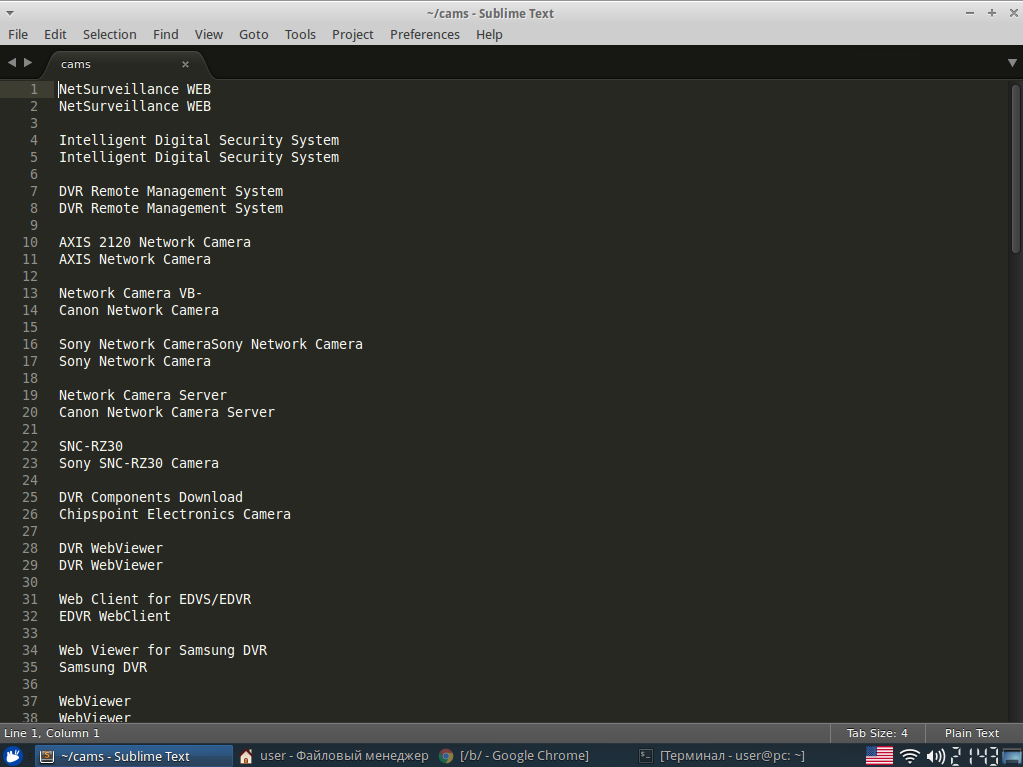 ~/cams - Sublime Text
File Edit Selection Find View Goto Tools Project Preferences Help
cams
1 NetSurveillance WEB
2 NetSurveillance WEB
3
4 Intelligent Digital Security System
5 Intelligent Digital Security System
6
7 DVR Remote Management System
8 DVR Remote Management System
9
10 AXIS 2120 Network Camera
11 AXIS Network Camera
12
13 Network Camera VB-
14 Canon Network Camera
15
16 Sony Network CameraSony Network Camera
17 Sony Network Camera
18
19 Network Camera Server
20 Canon Network Camera Server
21
22 SNC-RZ30
23 Sony SNC-RZ30 Camera
24
25 DVR Components Download
26 Chipspoint Electronics Camera
27
28 DVR WebViewer
29 DVR WebViewer
30
31 Web Client for EDVS/EDVR
32 EDVR WebClient
33
34 Web Viewer for Samsung DVR
35 Samsung DVR
36
37 WebViewer
38 WebViewer
Line 1, Column 1 Tab Size: 4 Plain Text
~/cams - Sublime Text user - Файловый менеджер [/b/ - Google Chrome] [Терминал - user@pc: ~] 21:43